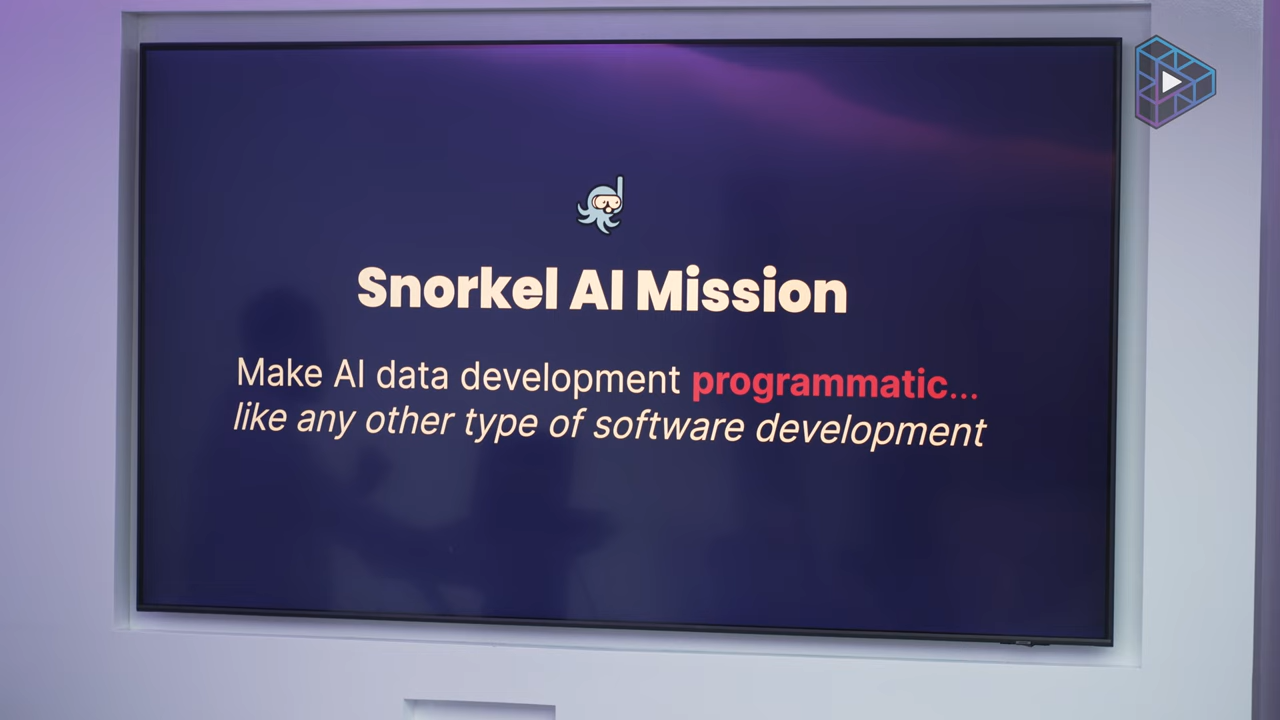 Snorkel AI Mission
Make AI data development programmatic...
like any other type of software development